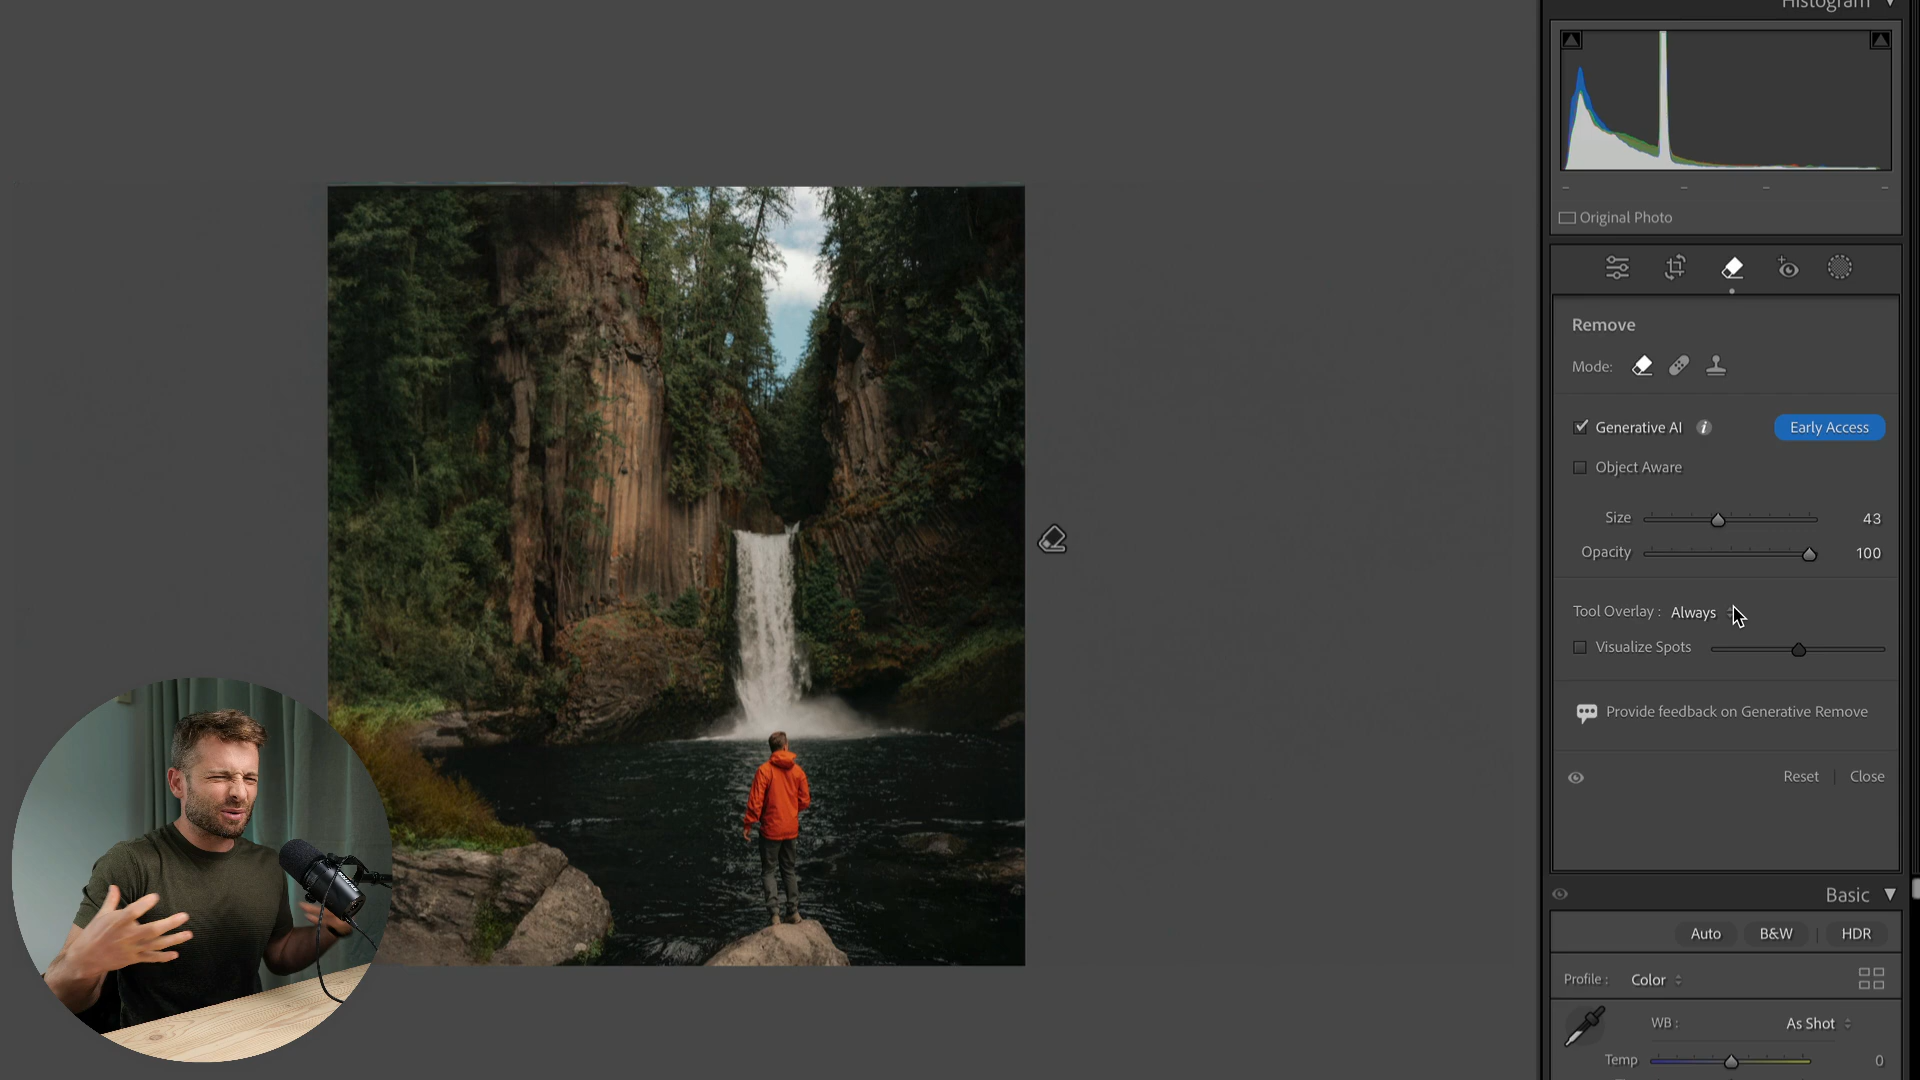 Histogram ▼
Original Photo
Remove
Mode:
Generative AI i Early Access
Object Aware
Size 43
Opacity 100
Tool Overlay : Always
Visualize Spots
Provide feedback on Generative Remove
Reset | Close
Basic ▼
Auto B&W | HDR
Profile : Color
WB : As Shot
Temp 0